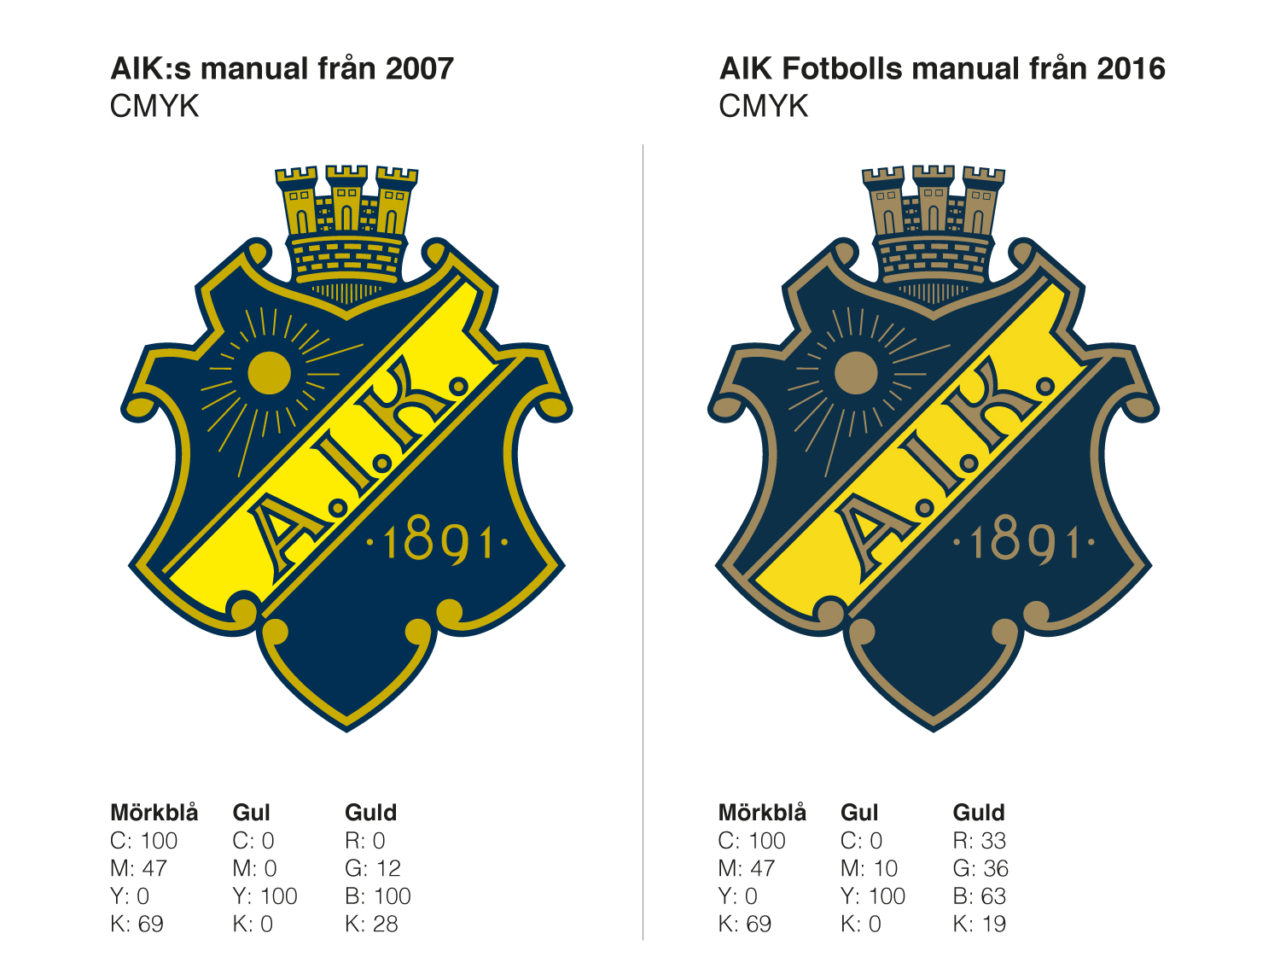 AIK:s manual från 2007
CMYK
A.I.K.
·1891·
Mörkblå Gul Guld
C: 100 C: 0 R: 0
M: 47 M: 0 G: 12
Y: 0 Y: 100 B: 100
K: 69 K: 0 K: 28
AIK Fotbolls manual från 2016
CMYK
A.I.K.
·1891·
Mörkblå Gul Guld
C: 100 C: 0 R: 33
M: 47 M: 10 G: 36
Y: 0 Y: 100 B: 63
K: 69 K: 0 K: 19